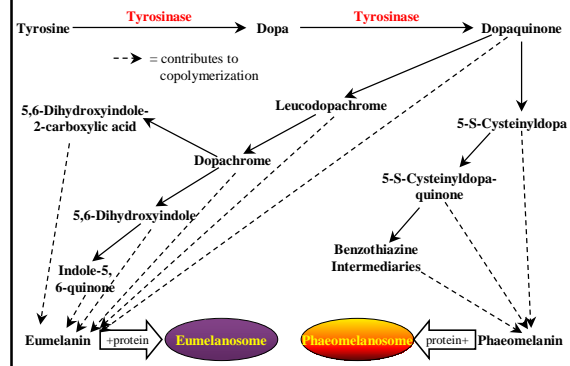 Tyrosinase Tyrosinase
Tyrosine Dopa Dopaquinone
= contributes to
copolymerization
Leucodopachrome
5,6-Dihydroxyindole-
2-carboxylic acid
5-S-Cysteinyldopa
Dopachrome
5-S-Cysteinyldopa-
quinone
5,6-Dihydroxyindole
Benzothiazine
Intermediaries
Indole-5,
6-quinone
Eumelanin +protein Eumelanosome Phaeomelanosome protein+ Phaeomelanin